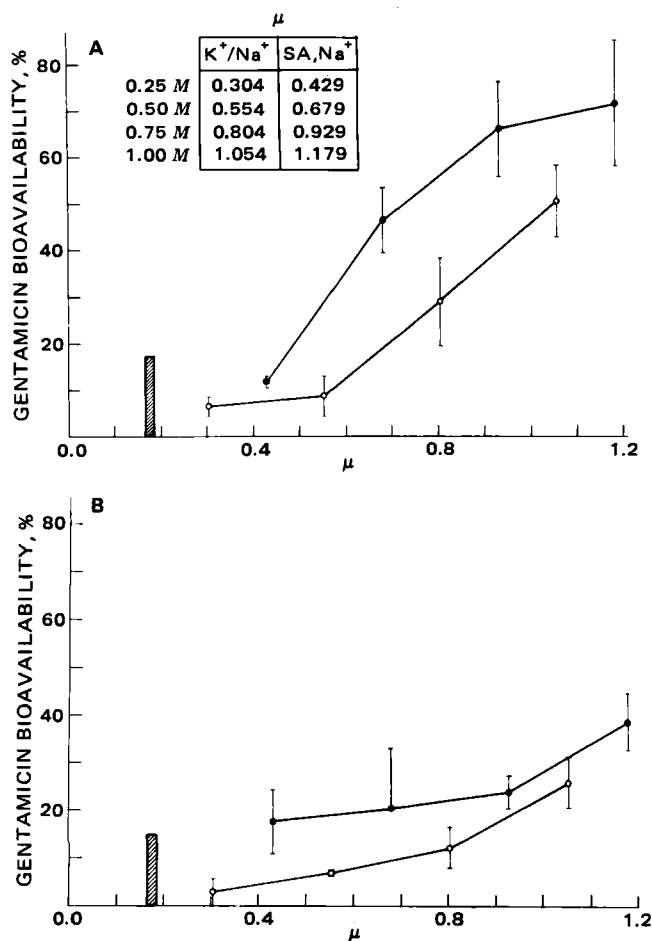 μ
A
K⁺/Na⁺ SA,Na⁺
0.25 M 0.304 0.429
0.50 M 0.554 0.679
0.75 M 0.804 0.929
1.00 M 1.054 1.179
GENTAMICIN BIOAVAILABILITY, %
80
60
40
20
0.0 0.4 0.8 1.2
μ
B
GENTAMICIN BIOAVAILABILITY, %
80
60
40
20
0.0 0.4 0.8 1.2
μ